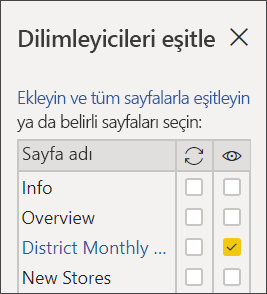 Dilimleyicileri eşitle
Ekleyin ve tüm sayfalarla eşitleyin
ya da belirli sayfaları seçin:
Sayfa adı
Info
Overview
District Monthly ...
New Stores